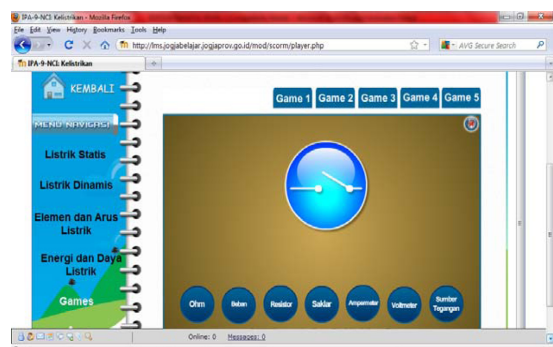 IPA-9-NCI: Kelistrikan - Mozilla Firefox
File Edit View History Bookmarks Tools Help
http://lms.jogjabelajar.jogjaprov.go.id/mod/scorm/player.php
AVG Secure Search
IPA-9-NCI: Kelistrikan
KEMBALI
Game 1 Game 2 Game 3 Game 4 Game 5
MENU NAVIGASI
Listrik Statis
Listrik Dinamis
Elemen dan Arus
Listrik
Energi dan Daya
Listrik
Games
Ohm
Beban
Resistor
Saklar
Ampermeter
Voltmeter
Sumber
Tegangan
Online: 0 Messages: 0